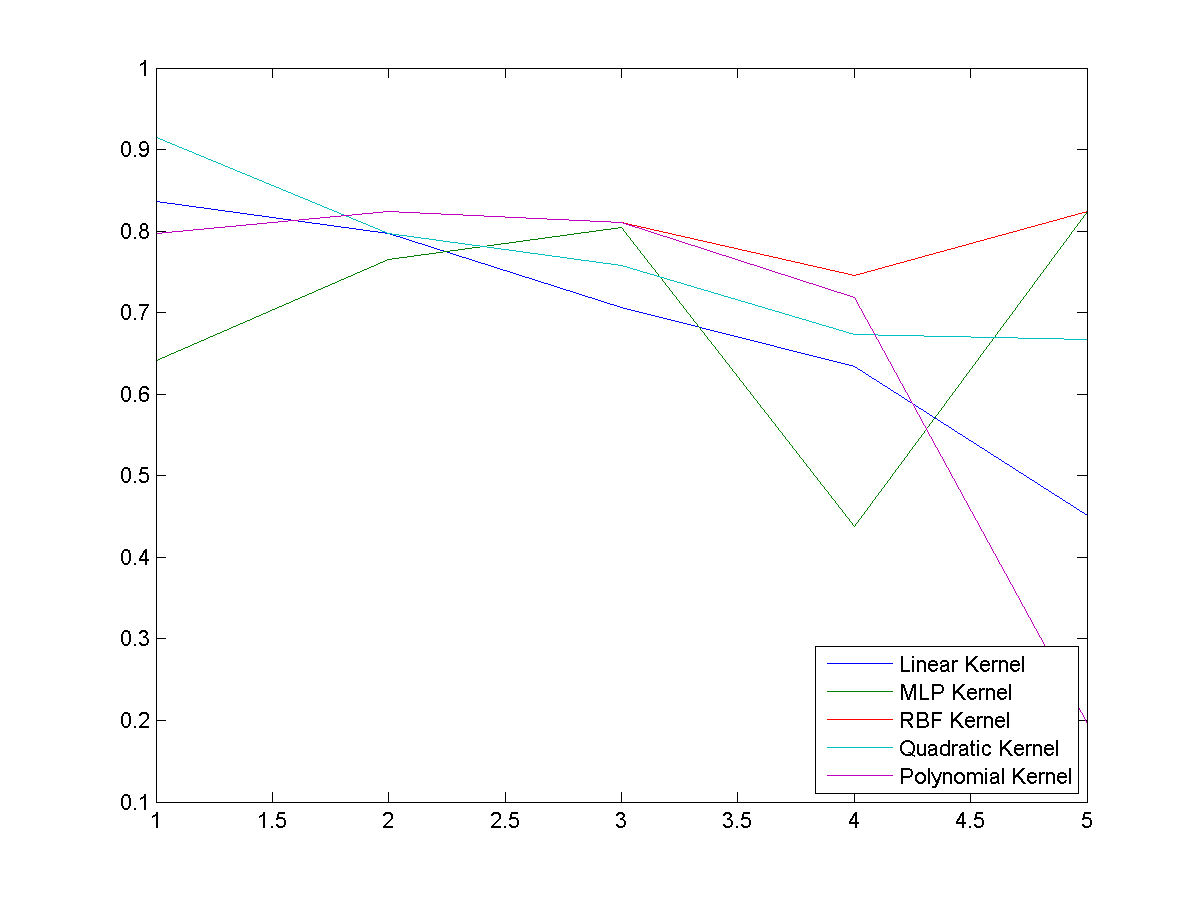 1
0.9
0.8
0.7
0.6
0.5
0.4
0.3
0.2
0.1
1 1.5 2 2.5 3 3.5 4 4.5 5
Linear Kernel
MLP Kernel
RBF Kernel
Quadratic Kernel
Polynomial Kernel